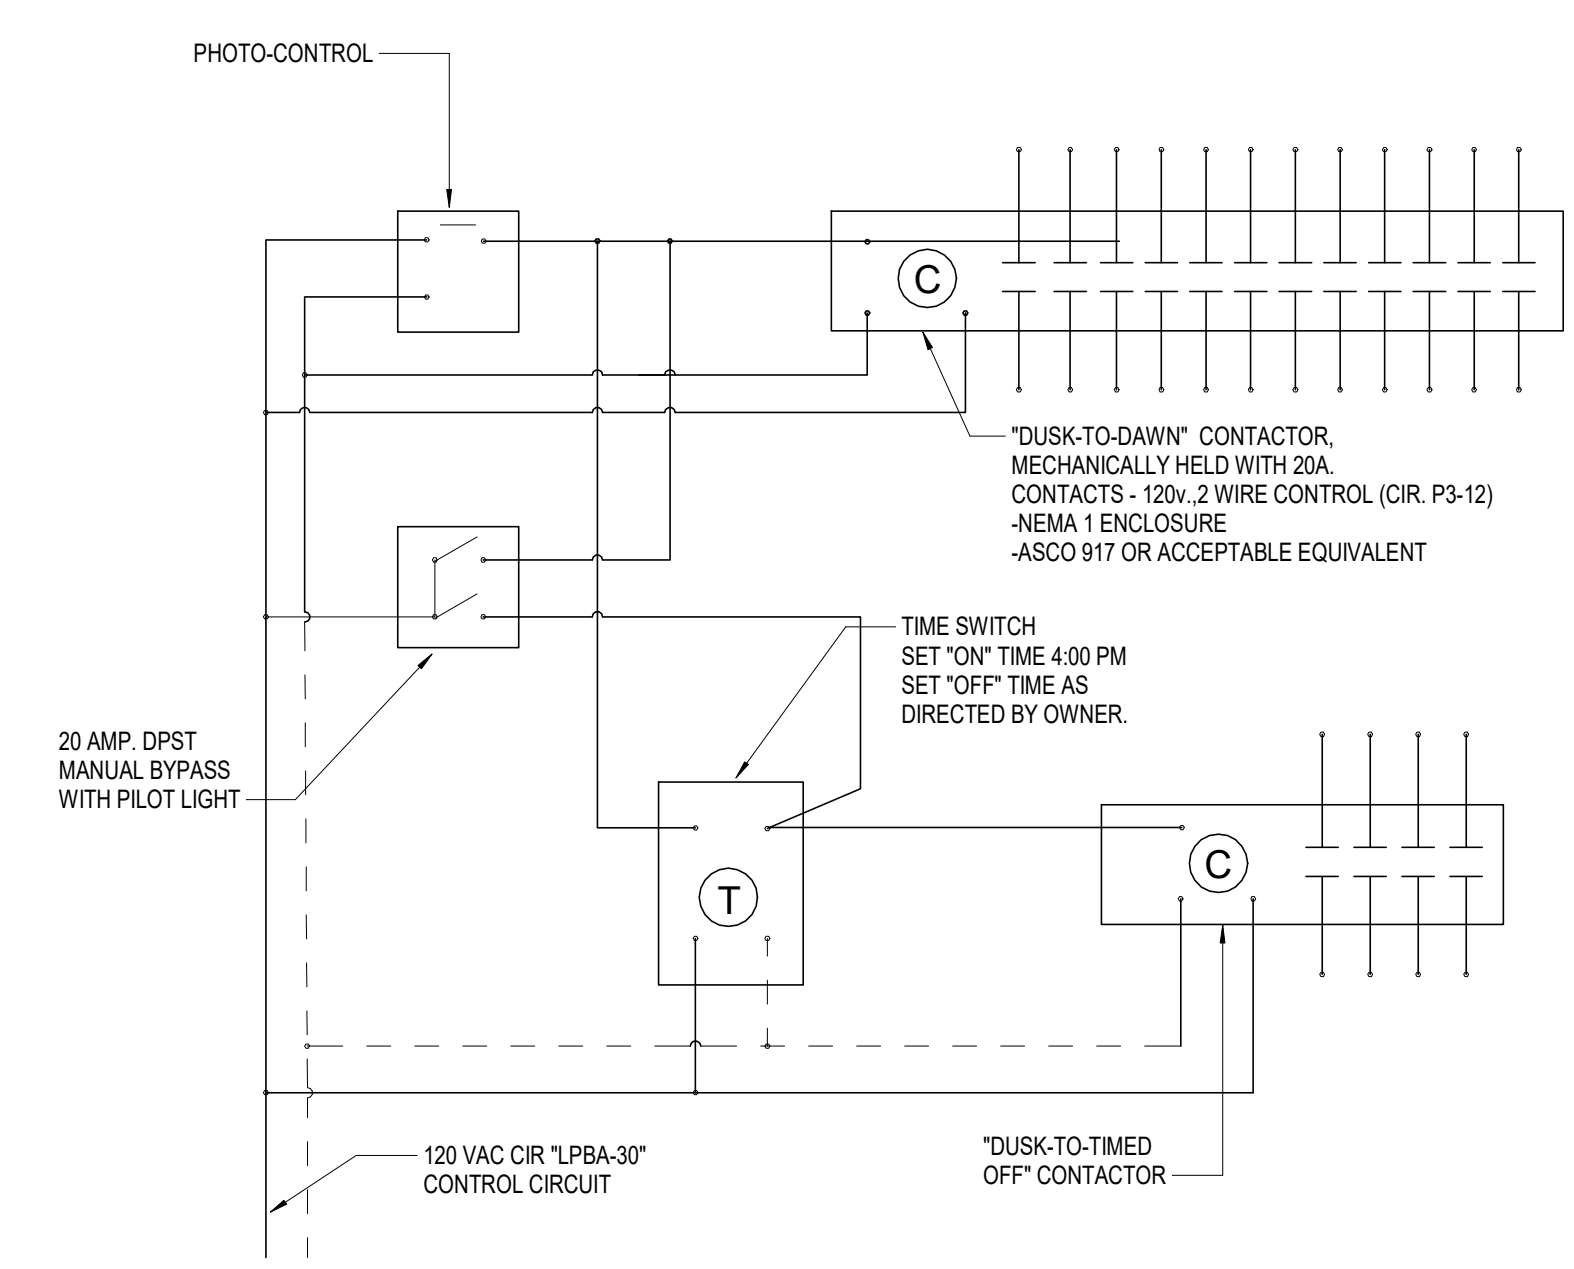 PHOTO-CONTROL
C
"DUSK-TO-DAWN" CONTACTOR,
MECHANICALLY HELD WITH 20A.
CONTACTS - 120v.,2 WIRE CONTROL (CIR. P3-12)
-NEMA 1 ENCLOSURE
-ASCO 917 OR ACCEPTABLE EQUIVALENT
TIME SWITCH
SET "ON" TIME 4:00 PM
SET "OFF" TIME AS
DIRECTED BY OWNER.
20 AMP. DPST
MANUAL BYPASS
WITH PILOT LIGHT
C
T
"DUSK-TO-TIMED
OFF" CONTACTOR
120 VAC CIR "LPBA-30"
CONTROL CIRCUIT